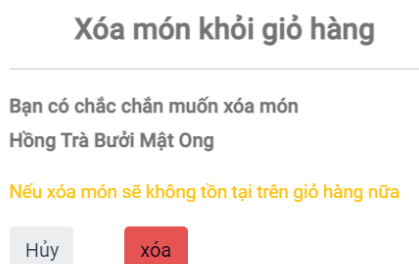 Xóa món khỏi giỏ hàng
Bạn có chắc chắn muốn xóa món
Hồng Trà Bưởi Mật Ong
Nếu xóa món sẽ không tồn tại trên giỏ hàng nữa
Hủy
xóa